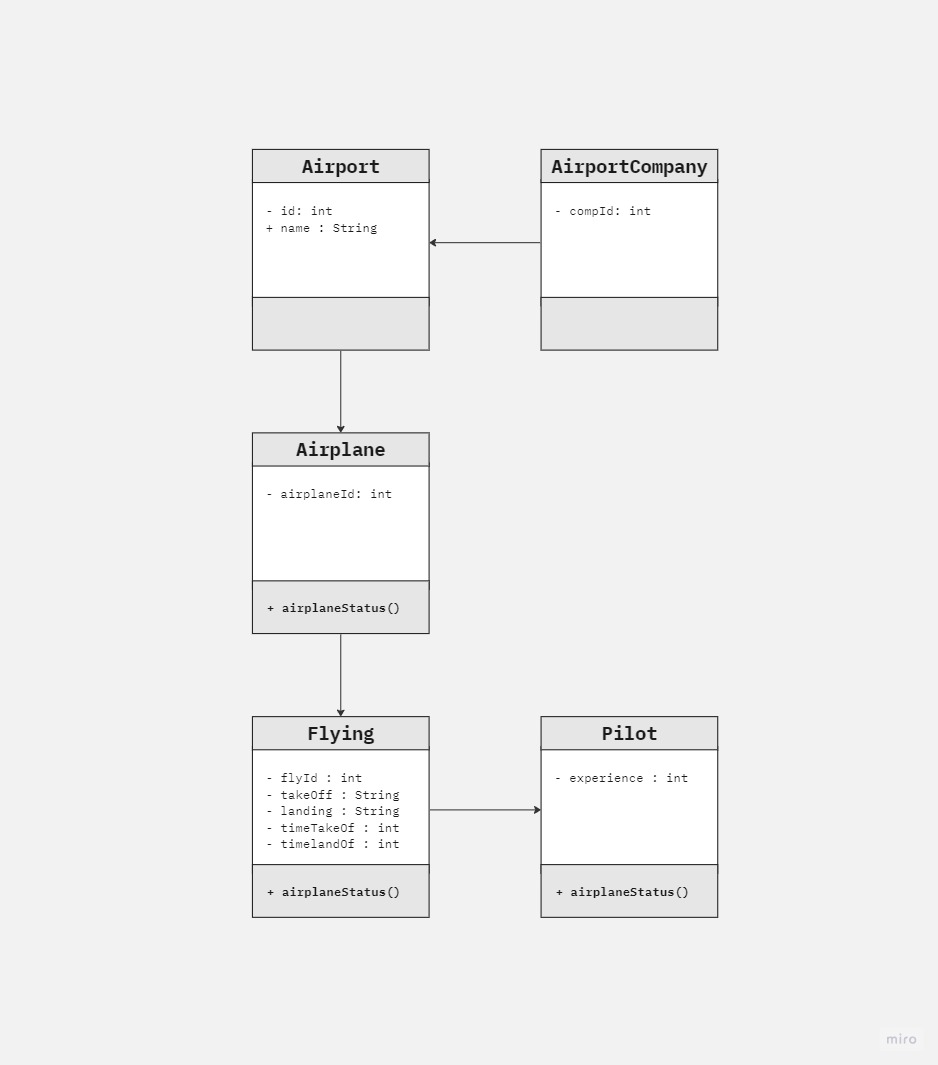 Airport
- id: int
+ name : String
AirportCompany
- compId: int
Airplane
- airplaneId: int
+ airplaneStatus()
Flying
- flyId : int
- takeOff : String
- landing : String
- timeTakeOf : int
- timelandOf : int
+ airplaneStatus()
Pilot
- experience : int
+ airplaneStatus()
miro